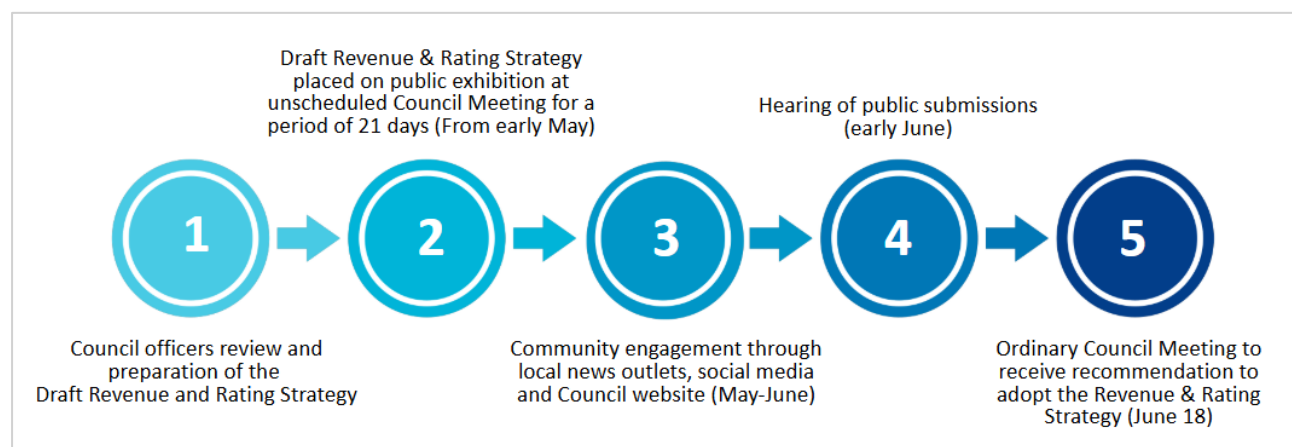 1
Council officers review and
preparation of the
Draft Revenue and Rating Strategy
Draft Revenue & Rating Strategy
placed on public exhibition at
unscheduled Council Meeting for a
period of 21 days (From early May)
2
3
Community engagement through
local news outlets, social media
and Council website (May-June)
Hearing of public submissions
(early June)
4
5
Ordinary Council Meeting to
receive recommendation to
adopt the Revenue & Rating
Strategy (June 18)